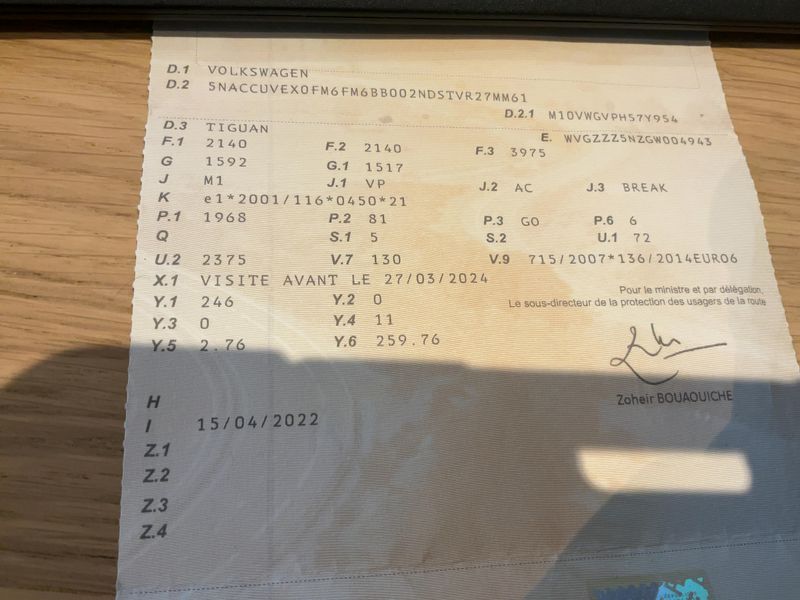 D.1 VOLKSWAGEN
D.2 5NACCUVEX0FM6FM6BB002NDSTVR27MM61
D.2.1 M10VWGVPH57Y954
D.3 TIGUAN
E. WVGZZZ5NZGW004943
F.1 2140 F.2 2140 F.3 3975
G 1592 G.1 1517
J M1 J.1 VP J.2 AC J.3 BREAK
K e1*2001/116*0450*21
P.1 1968 P.2 81 P.3 GO P.6 6
Q S.1 5 S.2 U.1 72
U.2 2375 V.7 130 V.9 715/2007*136/2014EURO6
X.1 VISITE AVANT LE 27/03/2024
Pour le ministre et par délégation,
Le sous-directeur de la protection des usagers de la route
Y.1 246 Y.2 0
Y.3 0 Y.4 11
Y.5 2.76 Y.6 259.76
Zoheir BOUAOUICHE
H
I 15/04/2022
Z.1
Z.2
Z.3
Z.4